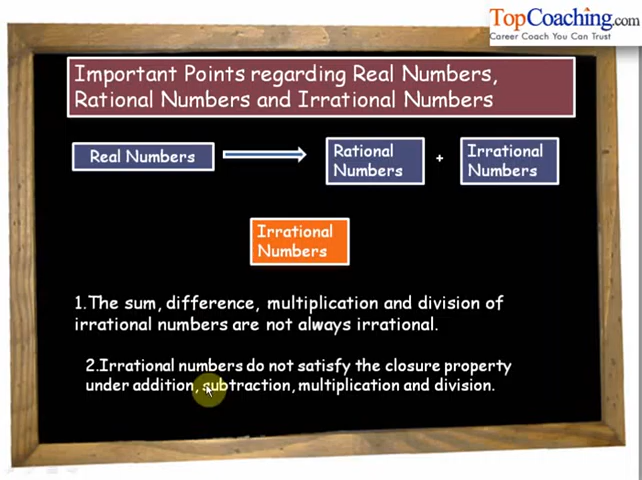 TopCoaching.com
Career Coach You Can Trust
Important Points regarding Real Numbers,
Rational Numbers and Irrational Numbers
Real Numbers
Rational
Numbers
+
Irrational
Numbers
Irrational
Numbers
1.The sum, difference, multiplication and division of
irrational numbers are not always irrational.
2.Irrational numbers do not satisfy the closure property
under addition, subtraction, multiplication and division.